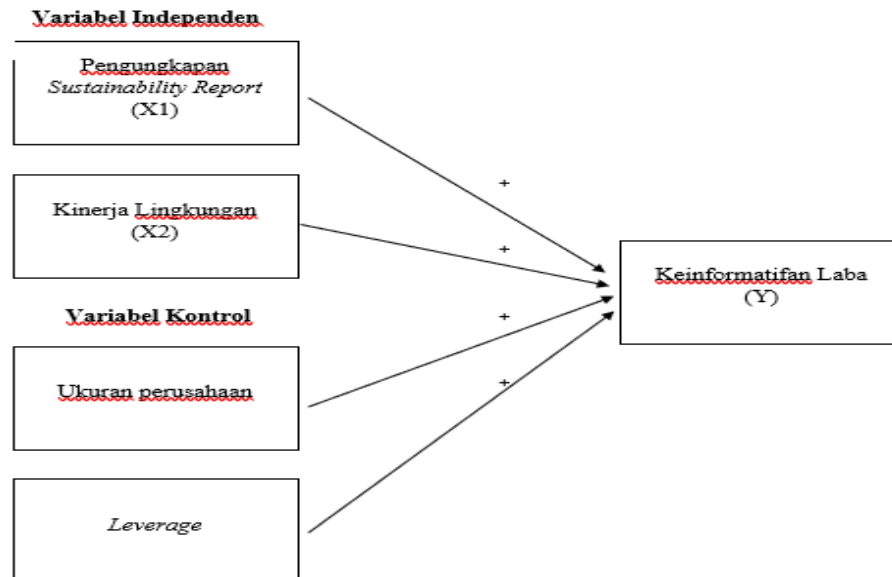 Variabel Independen
Pengungkapan
Sustainability Report
(X1)
+
Kinerja Lingkungan
(X2)
+
Keinformatifan Laba
(Y)
Variabel Kontrol
+
Ukuran perusahaan
+
Leverage